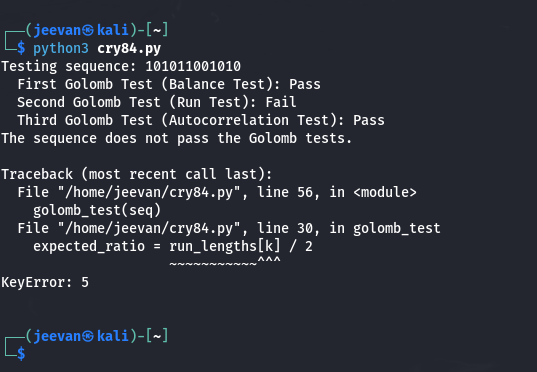 ┌──(jeevan㉿kali)-[~]
└─$ python3 cry84.py
Testing sequence: 101011001010
  First Golomb Test (Balance Test): Pass
  Second Golomb Test (Run Test): Fail
  Third Golomb Test (Autocorrelation Test): Pass
The sequence does not pass the Golomb tests.

Traceback (most recent call last):
  File "/home/jeevan/cry84.py", line 56, in <module>
    golomb_test(seq)
  File "/home/jeevan/cry84.py", line 30, in golomb_test
    expected_ratio = run_lengths[k] / 2
                     ~~~~~~~~~~~^^^
KeyError: 5

┌──(jeevan㉿kali)-[~]
└─$